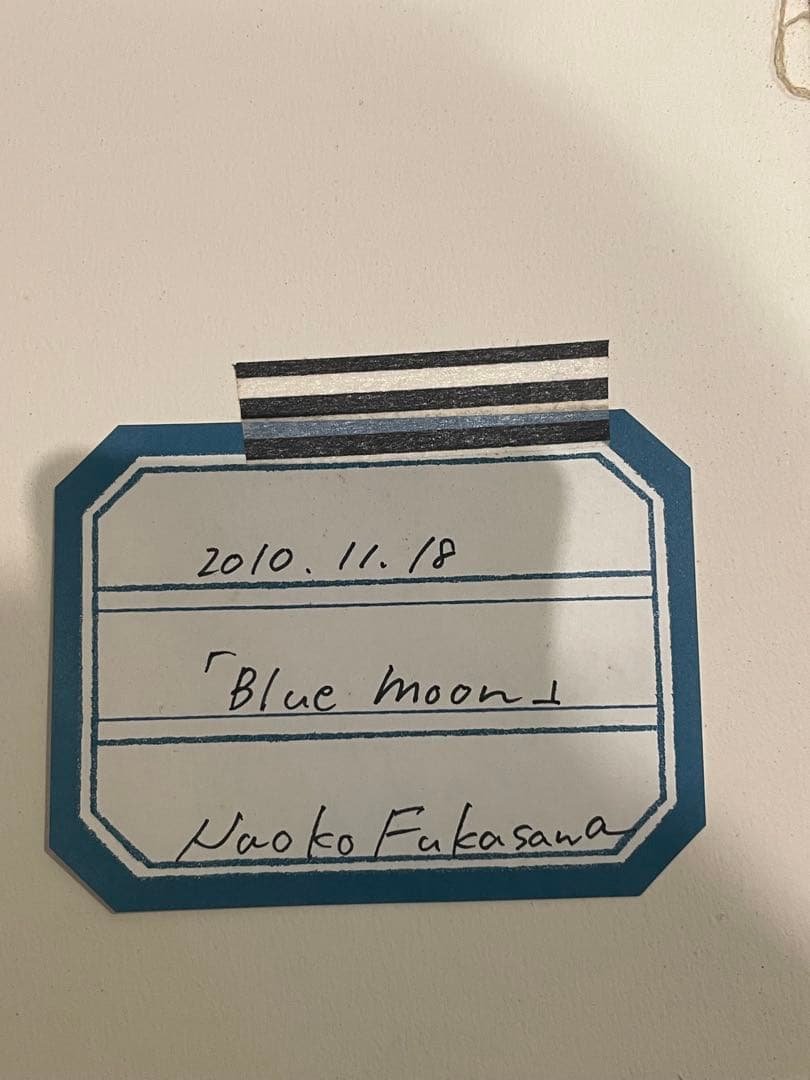 2010.11.18
「Blue moon」
Naoko Fukasawa